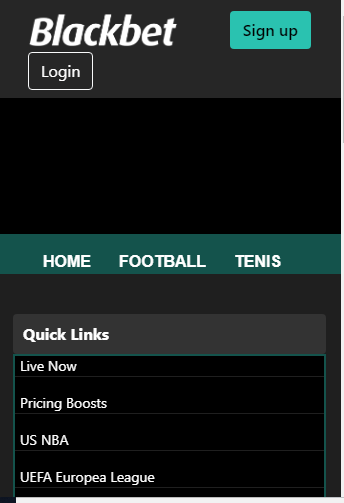 Blackbet
Sign up
Login
HOME FOOTBALL TENIS
Quick Links
Live Now
Pricing Boosts
US NBA
UEFA Europea League